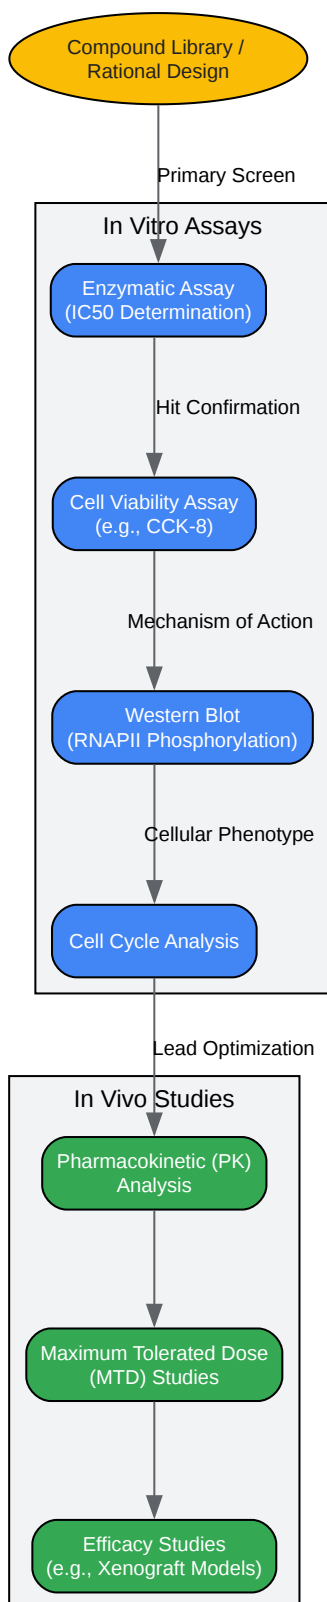 Compound Library /
Rational Design
Primary Screen
In Vitro Assays
Enzymatic Assay
(IC50 Determination)
Hit Confirmation
Cell Viability Assay
(e.g., CCK-8)
Mechanism of Action
Western Blot
(RNAPII Phosphorylation)
Cellular Phenotype
Cell Cycle Analysis
Lead Optimization
In Vivo Studies
Pharmacokinetic (PK)
Analysis
Maximum Tolerated Dose
(MTD) Studies
Efficacy Studies
(e.g., Xenograft Models)